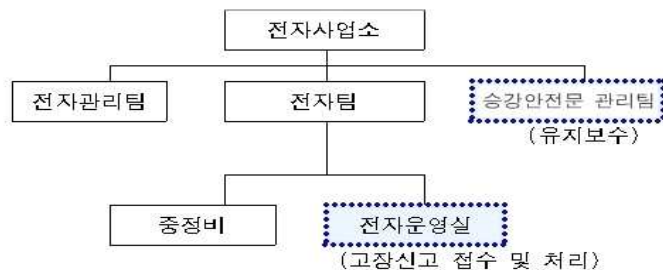 전자사업소
전자관리팀 전자팀 승강안전문 관리팀
(유지보수)
중정비 전자운영실
(고장신고 접수 및 처리)